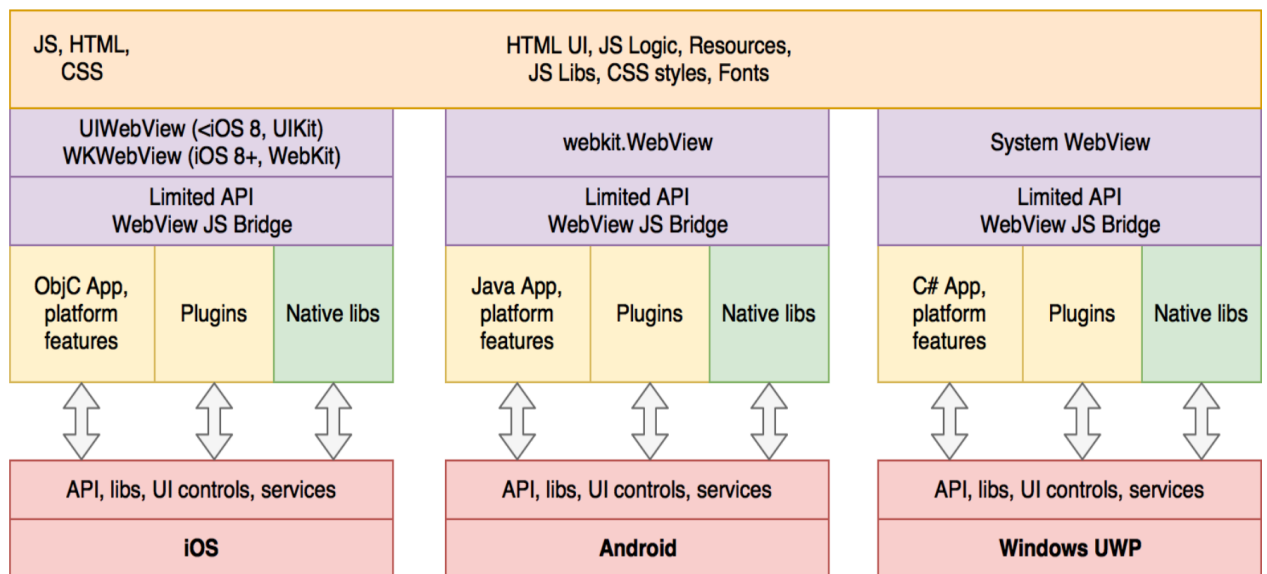 JS, HTML,
CSS
HTML UI, JS Logic, Resources,
JS Libs, CSS styles, Fonts
UIWebView (<iOS 8, UIKit)
WKWebView (iOS 8+, WebKit)
Limited API
WebView JS Bridge
ObjC App,
platform
features
Plugins
Native libs
API, libs, UI controls, services
iOS
webkit.WebView
Limited API
WebView JS Bridge
Java App,
platform
features
Plugins
Native libs
API, libs, UI controls, services
Android
System WebView
Limited API
WebView JS Bridge
C# App,
platform
features
Plugins
Native libs
API, libs, UI controls, services
Windows UWP